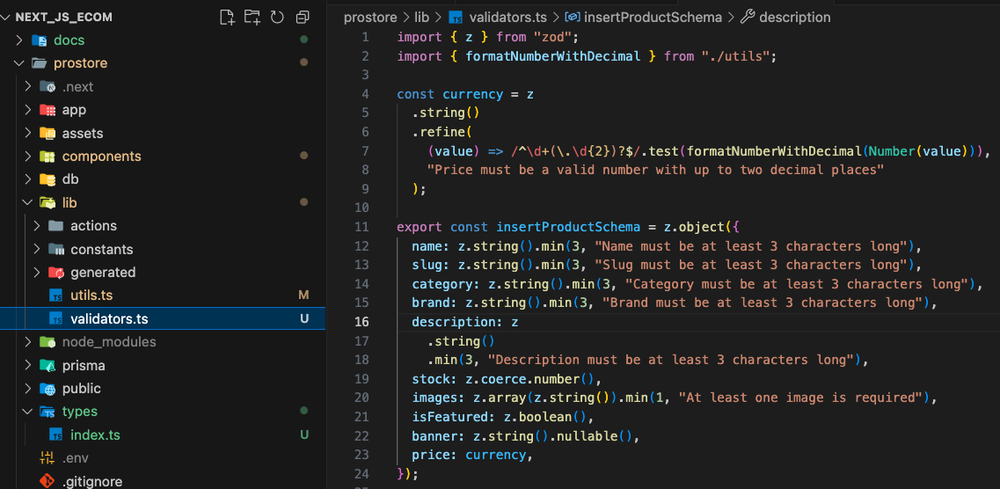 NEXT_JS_ECOM
docs
prostore
.next
app
assets
components
db
lib
actions
constants
generated
utils.ts M
validators.ts U
node_modules
prisma
public
types
index.ts U
.env
.gitignore
prostore > lib > validators.ts > insertProductSchema > description
1 import { z } from "zod";
2 import { formatNumberWithDecimal } from "./utils";
3
4 const currency = z
5   .string()
6   .refine(
7     (value) => /^\d+(\.\d{2})?$/.test(formatNumberWithDecimal(Number(value))),
8     "Price must be a valid number with up to two decimal places"
9   );
10
11 export const insertProductSchema = z.object({
12   name: z.string().min(3, "Name must be at least 3 characters long"),
13   slug: z.string().min(3, "Slug must be at least 3 characters long"),
14   category: z.string().min(3, "Category must be at least 3 characters long"),
15   brand: z.string().min(3, "Brand must be at least 3 characters long"),
16   description: z
17     .string()
18     .min(3, "Description must be at least 3 characters long"),
19   stock: z.coerce.number(),
20   images: z.array(z.string()).min(1, "At least one image is required"),
21   isFeatured: z.boolean(),
22   banner: z.string().nullable(),
23   price: currency,
24 });